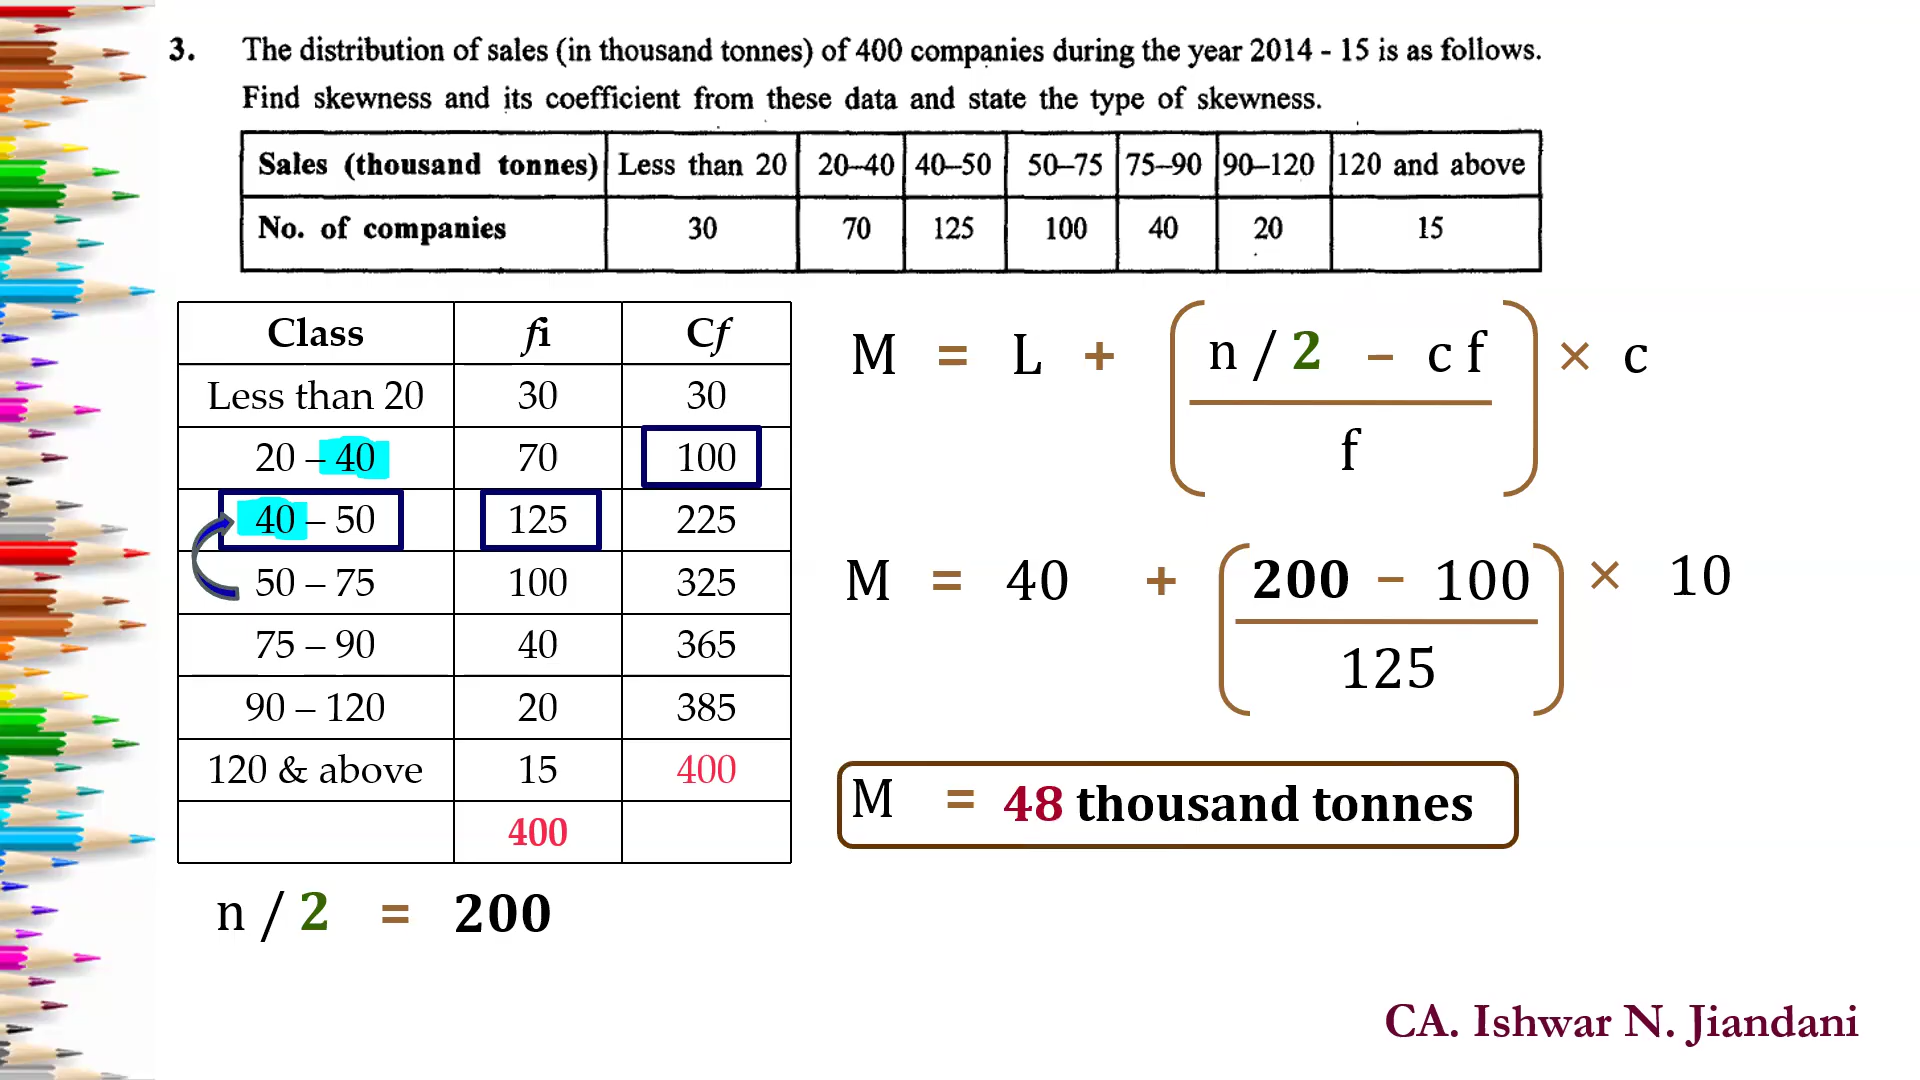 3. The distribution of sales (in thousand tonnes) of 400 companies during the year 2014 - 15 is as follows.
Find skewness and its coefficient from these data and state the type of skewness.
Sales (thousand tonnes) Less than 20 20–40 40–50 50–75 75–90 90–120 120 and above
No. of companies 30 70 125 100 40 20 15
Class fi Cf
Less than 20 30 30
20 – 40 70 100
40 – 50 125 225
50 – 75 100 325
75 – 90 40 365
90 – 120 20 385
120 & above 15 400
400
n / 2 = 200
M = L + ( n / 2 – c f / f ) × c
M = 40 + ( 200 – 100 / 125 ) × 10
M = 48 thousand tonnes
CA. Ishwar N. Jiandani